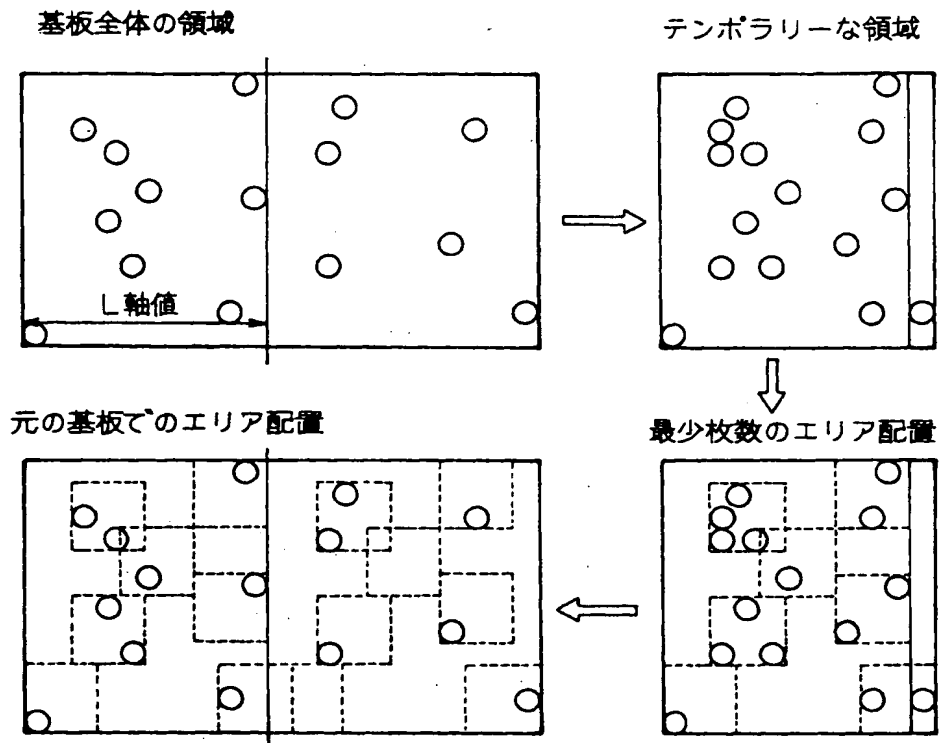 基板全体の領域
テンポラリーな領域
L軸値
元の基板でのエリア配置
最少枚数のエリア配置